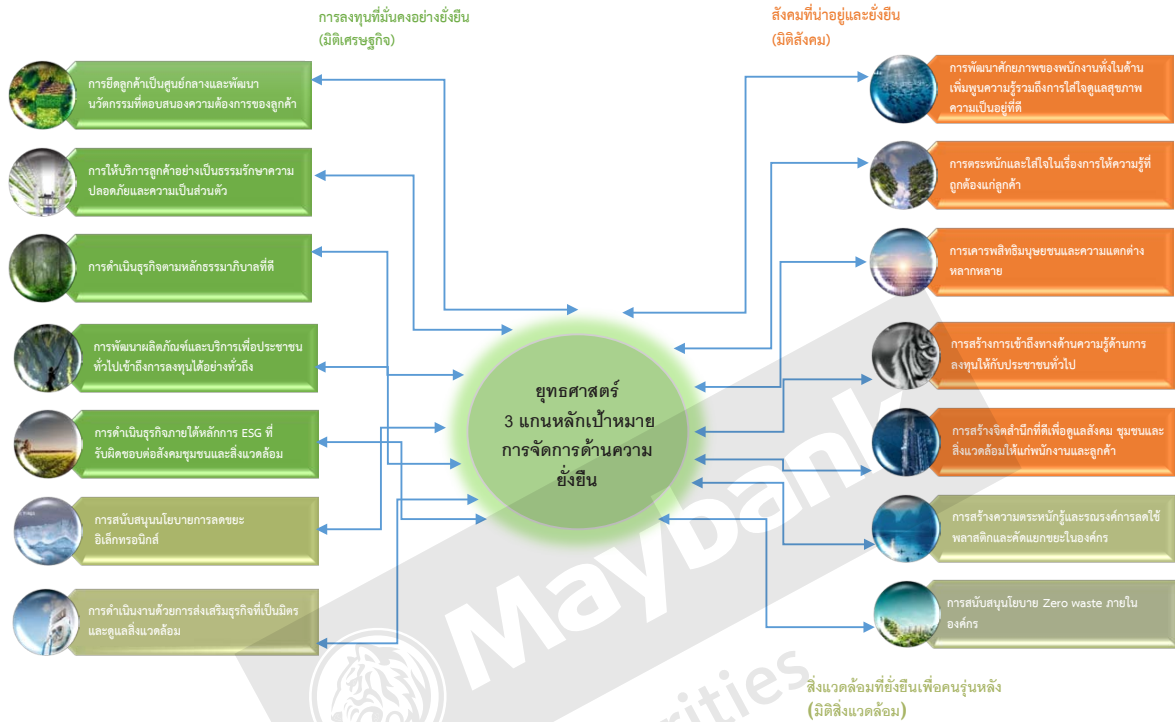 การลงทุนที่มั่นคงอย่างยั่งยืน
(มิติเศรษฐกิจ)
การยึดลูกค้าเป็นศูนย์กลางและพัฒนา
นวัตกรรมที่ตอบสนองความต้องการของลูกค้า
การให้บริการลูกค้าอย่างเป็นธรรมรักษาความ
ปลอดภัยและความเป็นส่วนตัว
การดำเนินธุรกิจตามหลักธรรมาภิบาลที่ดี
การพัฒนาผลิตภัณฑ์และบริการเพื่อประชาชน
ทั่วไปเข้าถึงการลงทุนได้อย่างทั่วถึง
การดำเนินธุรกิจภายใต้หลักการ ESG ที่
รับผิดชอบต่อสังคมชุมชนและสิ่งแวดล้อม
การสนับสนุนนโยบายการลดขยะ
อิเล็กทรอนิกส์
การดำเนินงานด้วยการส่งเสริมธุรกิจที่เป็นมิตร
และดูแลสิ่งแวดล้อม
ยุทธศาสตร์
3 แกนหลักเป้าหมาย
การจัดการด้านความ
ยั่งยืน
สังคมที่น่าอยู่และยั่งยืน
(มิติสังคม)
การพัฒนาศักยภาพของพนักงานทั้งในด้าน
เพิ่มพูนความรู้รวมถึงการใส่ใจดูแลสุขภาพ
ความเป็นอยู่ที่ดี
การตระหนักและใส่ใจในเรื่องการให้ความรู้ที่
ถูกต้องแก่ลูกค้า
การเคารพสิทธิมนุษยชนและความแตกต่าง
หลากหลาย
การสร้างการเข้าถึงทางด้านความรู้ด้านการ
ลงทุนให้กับประชาชนทั่วไป
การสร้างจิตสำนึกที่ดีเพื่อดูแลสังคม ชุมชนและ
สิ่งแวดล้อมให้แก่พนักงานและลูกค้า
การสร้างความตระหนักรู้และรณรงค์การลดใช้
พลาสติกและคัดแยกขยะในองค์กร
การสนับสนุนโยบาย Zero waste ภายใน
องค์กร
สิ่งแวดล้อมที่ยั่งยืนเพื่อคนรุ่นหลัง
(มิติสิ่งแวดล้อม)
Maybank